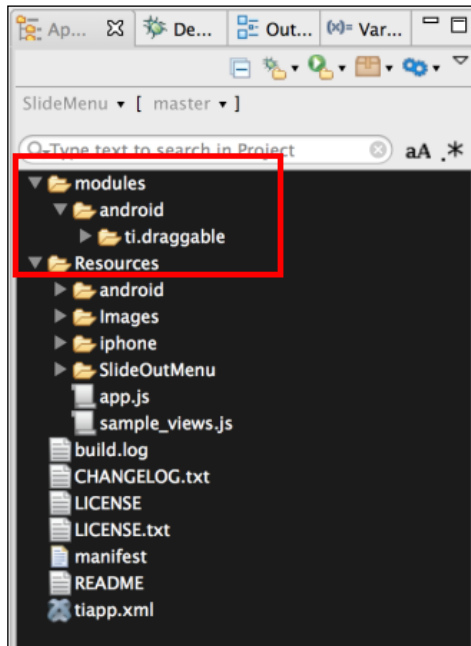 Ap... De... Out... (x)= Var...
SlideMenu [ master ]
Type text to search in Project aA .*
modules
android
ti.draggable
Resources
android
Images
iphone
SlideOutMenu
app.js
sample_views.js
build.log
CHANGELOG.txt
LICENSE
LICENSE.txt
manifest
README
tiapp.xml